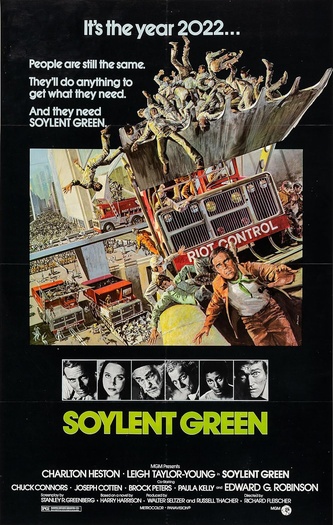 It's the year 2022...
People are still the same.
They'll do anything to
get what they need.
And they need
SOYLENT GREEN.
RIOT CONTROL
SOYLENT GREEN
MGM Presents
CHARLTON HESTON · LEIGH TAYLOR-YOUNG in SOYLENT GREEN
Co-Starring
CHUCK CONNORS · JOSEPH COTTEN · BROCK PETERS · PAULA KELLY and EDWARD G. ROBINSON
Screenplay by STANLEY R. GREENBERG · Based on a novel by HARRY HARRISON · Produced by WALTER SELTZER and RUSSELL THACHER · Directed by RICHARD FLEISCHER
PG
METROCOLOR · PANAVISION®
MGM